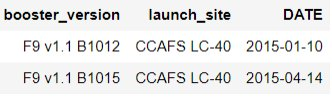 booster_version launch_site DATE
F9 v1.1 B1012 CCAFS LC-40 2015-01-10
F9 v1.1 B1015 CCAFS LC-40 2015-04-14